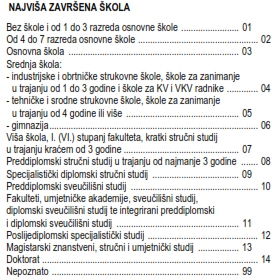 NAJVIŠA ZAVRŠENA ŠKOLA
Bez škole i od 1 do 3 razreda osnovne škole ........................ 01
Od 4 do 7 razreda osnovne škole ........................................ 02
Osnovna škola ........................................................ 03
Srednja škola:
- industrijske i obrtničke strukovne škole, škole za zanimanje
u trajanju od 1 do 3 godine i škole za KV i VKV radnike ............ 04
- tehničke i srodne strukovne škole, škole za zanimanje
u trajanju od 4 godine ili više ........................................ 05
- gimnazija................................................................ 06
Viša škola, I. (VI.) stupanj fakulteta, kratki stručni studij
u trajanju kraćem od 3 godine ........................................ 07
Preddiplomski stručni studij u trajanju od najmanje 3 godine ....... 08
Specijalistički diplomski stručni studij ................................ 09
Preddiplomski sveučilišni studij ........................................ 10
Fakulteti, umjetničke akademije, sveučilišni studij,
diplomski sveučilišni studij te integrirani preddiplomski
i diplomski sveučilišni studij ........................................ 11
Poslijediplomski specijalistički studij ................................ 12
Magistarski znanstveni, stručni i umjetnički studij ................ 13
Doktorat ................................................................ 14
Nepoznato ............................................................ 99